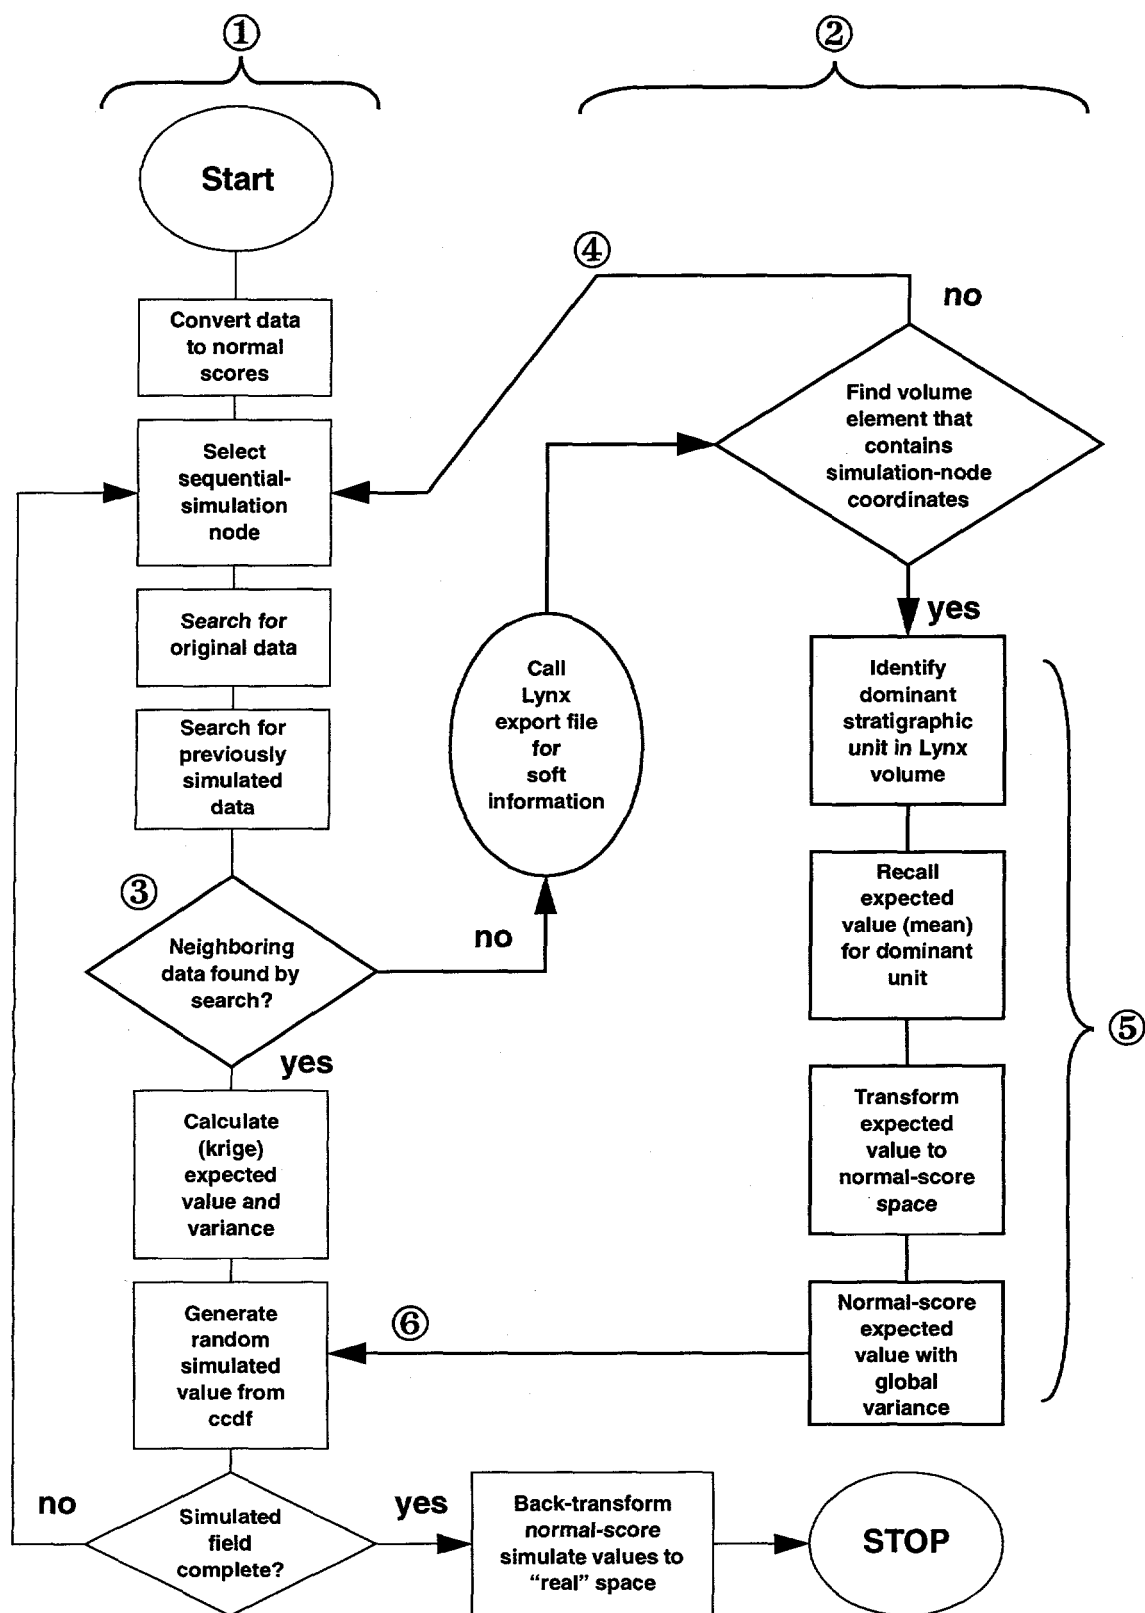 ①
②
Start
Convert data
to normal
scores
Select
sequential-
simulation
node
Search for
original data
Search for
previously
simulated
data
③
Neighboring
data found by
search?
no
yes
Calculate
(krige)
expected
value and
variance
Generate
random
simulated
value from
ccdf
Simulated
field
complete?
no
yes
Back-transform
normal-score
simulate values to
“real” space
STOP
Call
Lynx
export file
for
soft
information
④
no
Find volume
element that
contains
simulation-node
coordinates
yes
Identify
dominant
stratigraphic
unit in Lynx
volume
Recall
expected
value (mean)
for dominant
unit
Transform
expected
value to
normal-score
space
Normal-score
expected
value with
global
variance
⑤
⑥